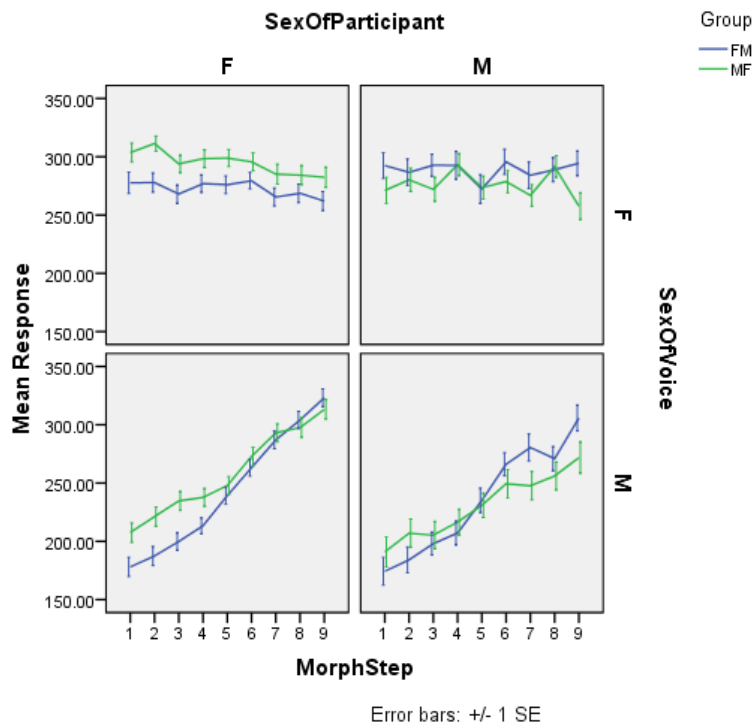 SexOfParticipant
Group
FM
MF
F
M
350.00
300.00
250.00
200.00
150.00
F
350.00
300.00
250.00
200.00
150.00
M
Mean Response
SexOfVoice
1 2 3 4 5 6 7 8 9
1 2 3 4 5 6 7 8 9
MorphStep
Error bars: +/- 1 SE